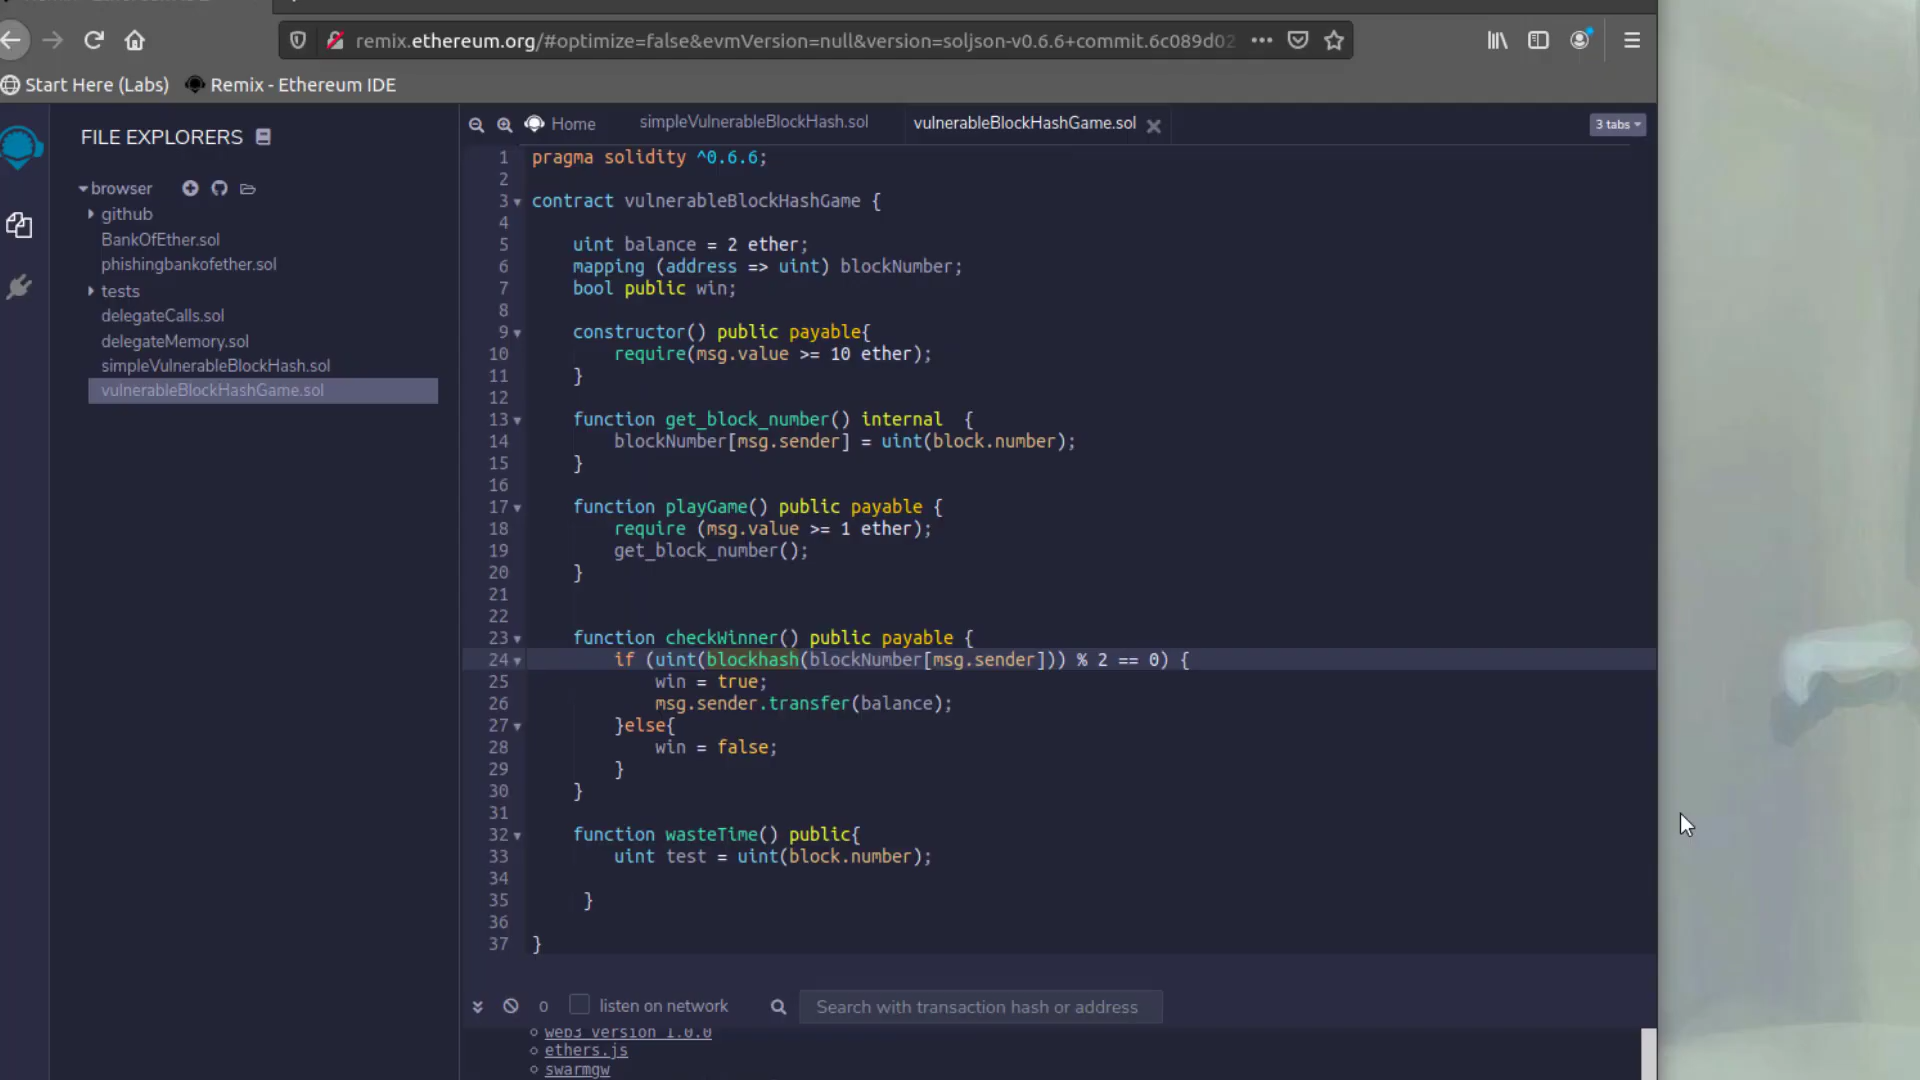 remix.ethereum.org/#optimize=false&evmVersion=null&version=soljson-v0.6.6+commit.6c089d02
Start Here (Labs) Remix - Ethereum IDE
FILE EXPLORERS
browser
github
BankOfEther.sol
phishingbankofether.sol
tests
delegateCalls.sol
delegateMemory.sol
simpleVulnerableBlockHash.sol
vulnerableBlockHashGame.sol
Home simpleVulnerableBlockHash.sol vulnerableBlockHashGame.sol 3 tabs
1 pragma solidity ^0.6.6;
2
3 contract vulnerableBlockHashGame {
4
5 uint balance = 2 ether;
6 mapping (address => uint) blockNumber;
7 bool public win;
8
9 constructor() public payable{
10 require(msg.value >= 10 ether);
11 }
12
13 function get_block_number() internal  {
14 blockNumber[msg.sender] = uint(block.number);
15 }
16
17 function playGame() public payable {
18 require (msg.value >= 1 ether);
19 get_block_number();
20 }
21
22
23 function checkWinner() public payable {
24 if (uint(blockhash(blockNumber[msg.sender])) % 2 == 0) {
25 win = true;
26 msg.sender.transfer(balance);
27 }else{
28 win = false;
29 }
30 }
31
32 function wasteTime() public{
33 uint test = uint(block.number);
34
35 }
36
37 }
0 listen on network Search with transaction hash or address
web3 version 1.0.0
ethers.js
swarmgw